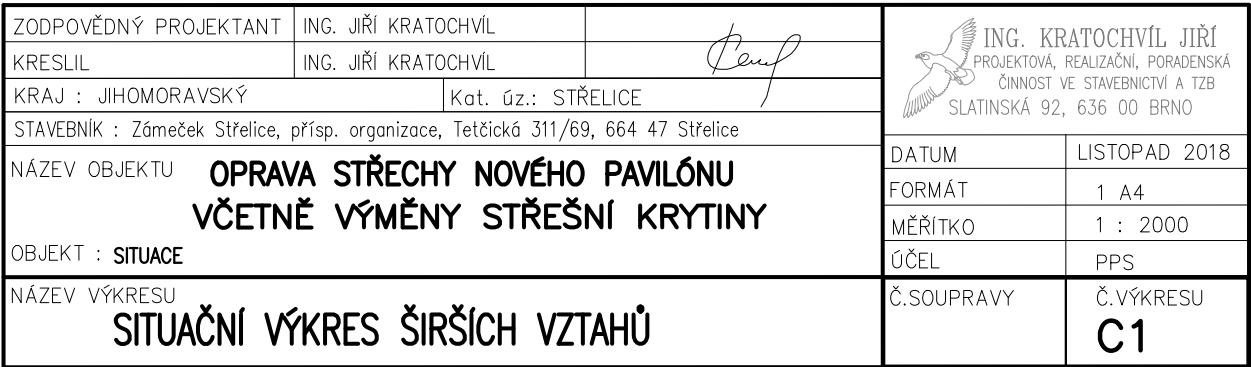 ZODPOVĚDNÝ PROJEKTANT ING. JIŘÍ KRATOCHVÍL
KRESLIL ING. JIŘÍ KRATOCHVÍL
KRAJ : JIHOMORAVSKÝ Kat. úz.: STŘELICE
STAVEBNÍK : Zámeček Střelice, přísp. organizace, Tetčická 311/69, 664 47 Střelice
NÁZEV OBJEKTU OPRAVA STŘECHY NOVÉHO PAVILÓNU
VČETNĚ VÝMĚNY STŘEŠNÍ KRYTINY
OBJEKT : SITUACE
NÁZEV VÝKRESU
SITUAČNÍ VÝKRES ŠIRŠÍCH VZTAHŮ
ING. KRATOCHVÍL JIŘÍ
PROJEKTOVÁ, REALIZAČNÍ, PORADENSKÁ
ČINNOST VE STAVEBNICTVÍ A TZB
SLATINSKÁ 92, 636 00 BRNO
DATUM LISTOPAD 2018
FORMÁT 1 A4
MĚŘÍTKO 1 : 2000
ÚČEL PPS
Č.SOUPRAVY Č.VÝKRESU
C1